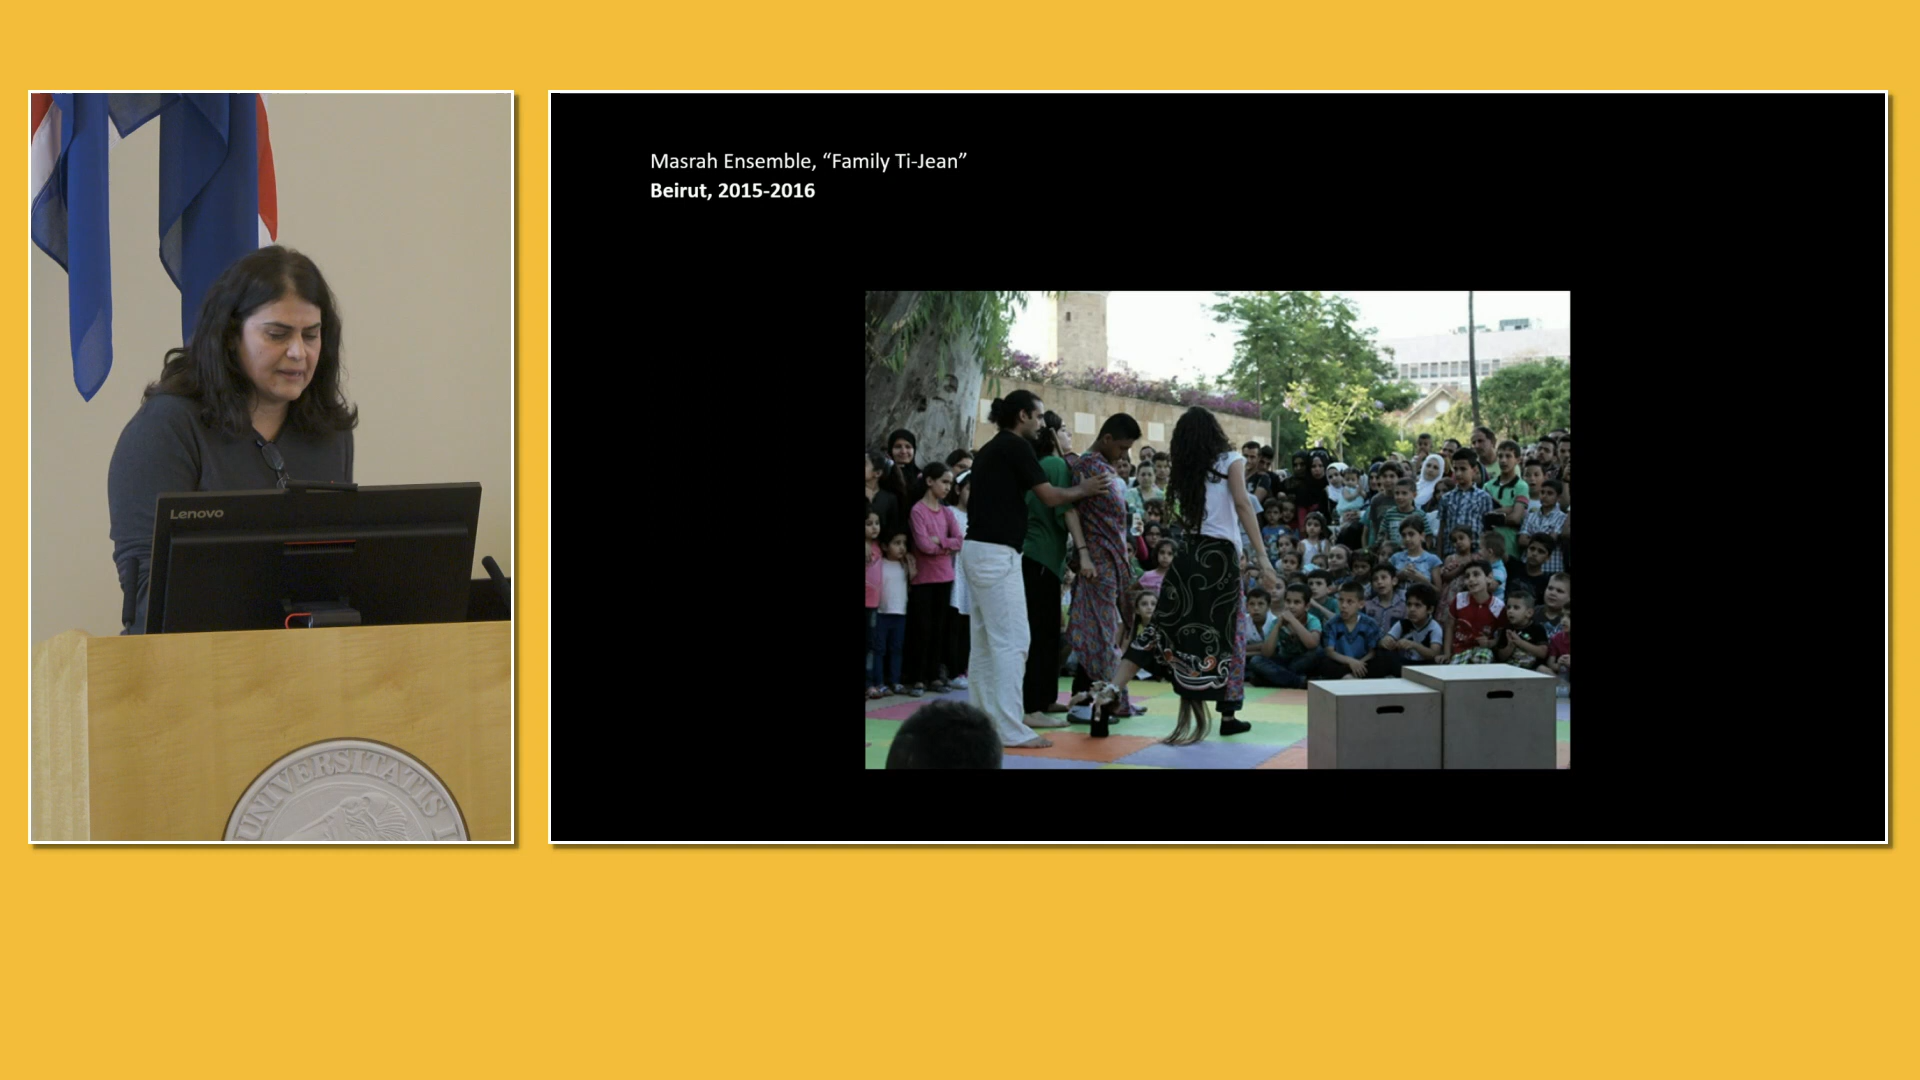 Masrah Ensemble, “Family Ti-Jean”
Beirut, 2015-2016
Lenovo
UNIVERSITATIS